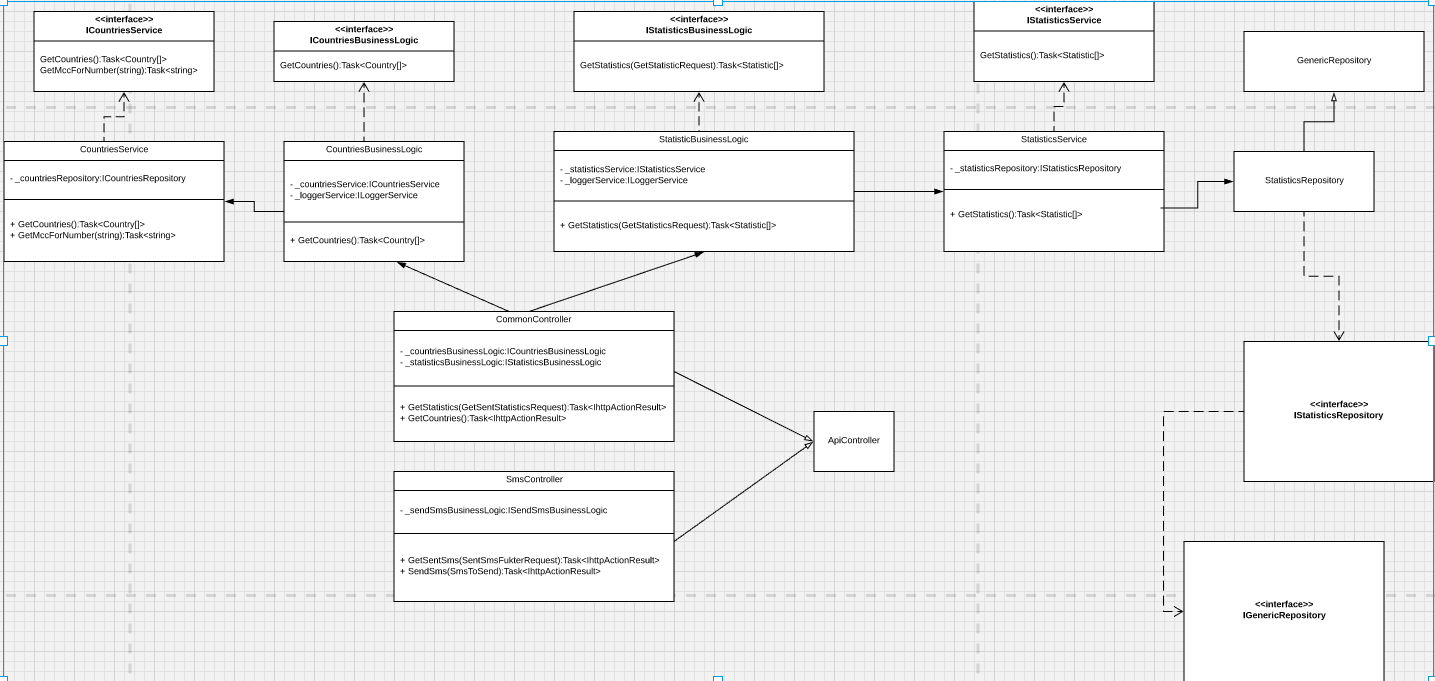 <<interface>>
ICountriesService
GetCountries():Task<Country[]>
GetMccForNumber(string):Task<string>
<<interface>>
ICountriesBusinessLogic
GetCountries():Task<Country[]>
<<interface>>
IStatisticsBusinessLogic
GetStatistics(GetStatisticRequest):Task<Statistic[]>
<<interface>>
IStatisticsService
GetStatistics():Task<Statistic[]>
GenericRepository
CountriesService
- _countriesRepository:ICountriesRepository
+ GetCountries():Task<Country[]>
+ GetMccForNumber(string):Task<string>
CountriesBusinessLogic
- _countriesService:ICountriesService
- _loggerService:ILoggerService
+ GetCountries():Task<Country[]>
StatisticBusinessLogic
- _statisticsService:IStatisticsService
- _loggerService:ILoggerService
+ GetStatistics(GetStatisticsRequest):Task<Statistic[]>
StatisticsService
- _statisticsRepository:IStatisticsRepository
+ GetStatistics():Task<Statistic[]>
StatisticsRepository
CommonController
- _countriesBusinessLogic:ICountriesBusinessLogic
- _statisticsBusinessLogic:IStatisticsBusinessLogic
+ GetStatistics(GetSentStatisticsRequest):Task<IhttpActionResult>
+ GetCountries():Task<IhttpActionResult>
ApiController
<<interface>>
IStatisticsRepository
SmsController
- _sendSmsBusinessLogic:ISendSmsBusinessLogic
+ GetSentSms(SentSmsFukterRequest):Task<IhttpActionResult>
+ SendSms(SmsToSend):Task<IhttpActionResult>
<<interface>>
IGenericRepository